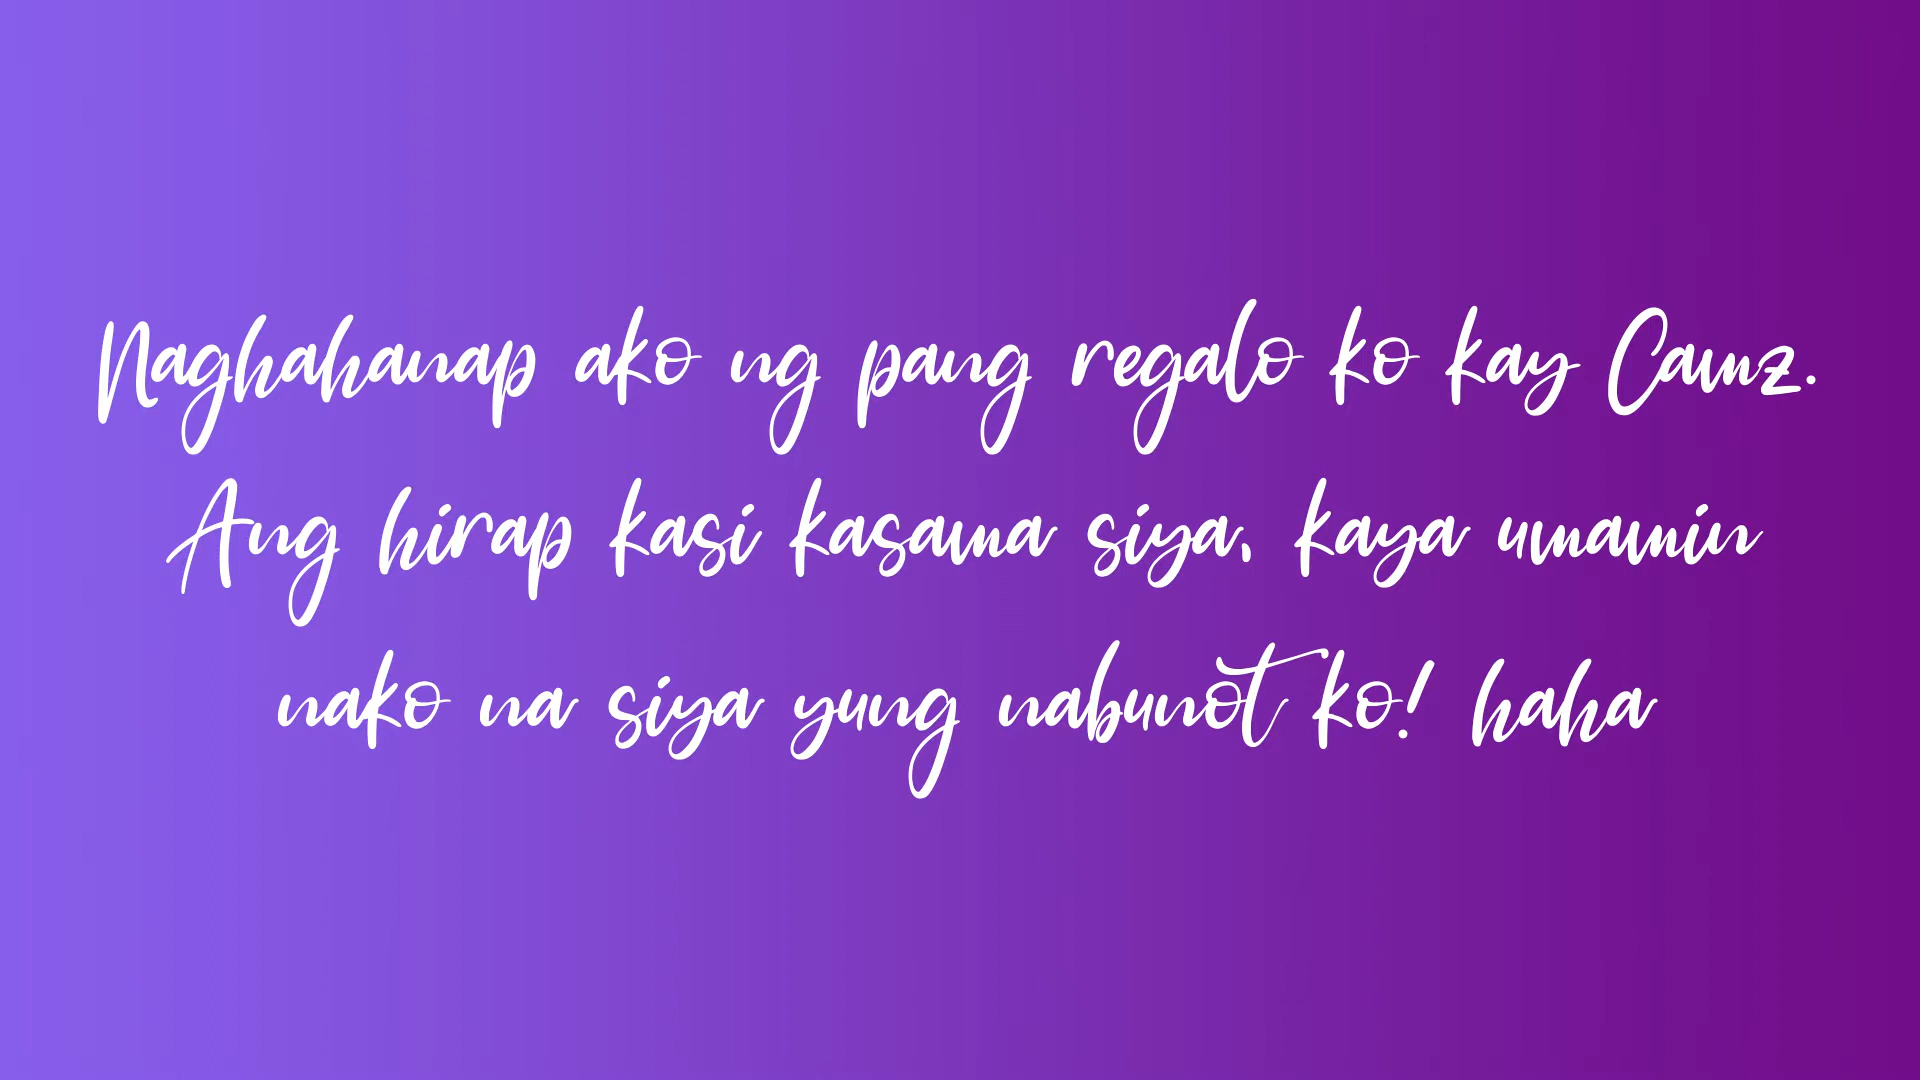 Naghahanap ako ng pang regalo ko kay Camz.
Ang hirap kasi kasama siya, kaya umamin
nako na siya yung nabunot ko! haha